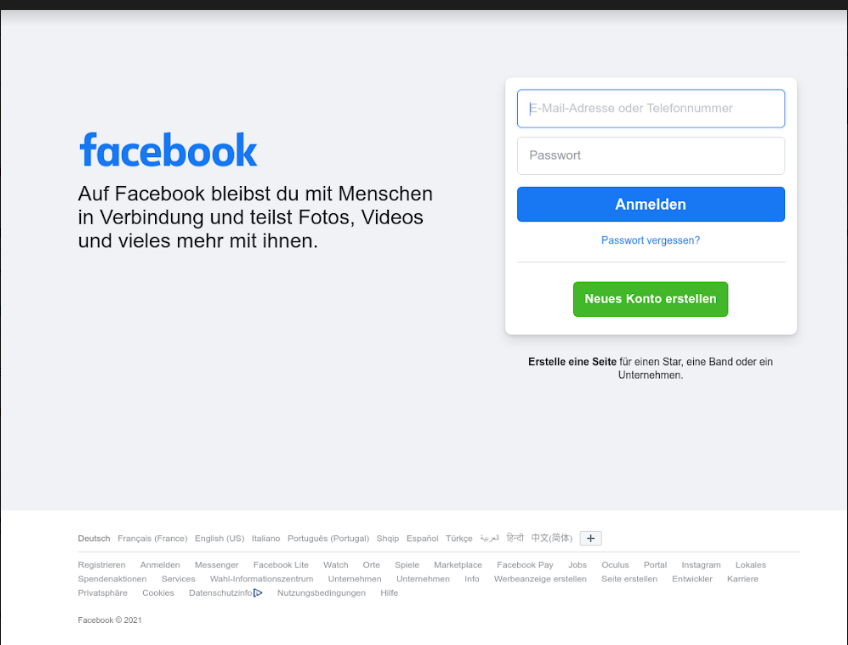 facebook
Auf Facebook bleibst du mit Menschen
in Verbindung und teilst Fotos, Videos
und vieles mehr mit ihnen.
E-Mail-Adresse oder Telefonnummer
Passwort
Anmelden
Passwort vergessen?
Neues Konto erstellen
Erstelle eine Seite für einen Star, eine Band oder ein
Unternehmen.
Deutsch Français (France) English (US) Italiano Português (Portugal) Shqip Español Türkçe العربية हिन्दी 中文(简体) +
Registrieren Anmelden Messenger Facebook Lite Watch Orte Spiele Marketplace Facebook Pay Jobs Oculus Portal Instagram Lokales
Spendenaktionen Services Wahl-Informationszentrum Unternehmen Unternehmen Info Werbeanzeige erstellen Seite erstellen Entwickler Karriere
Privatsphäre Cookies Datenschutzinfo Nutzungsbedingungen Hilfe
Facebook © 2021